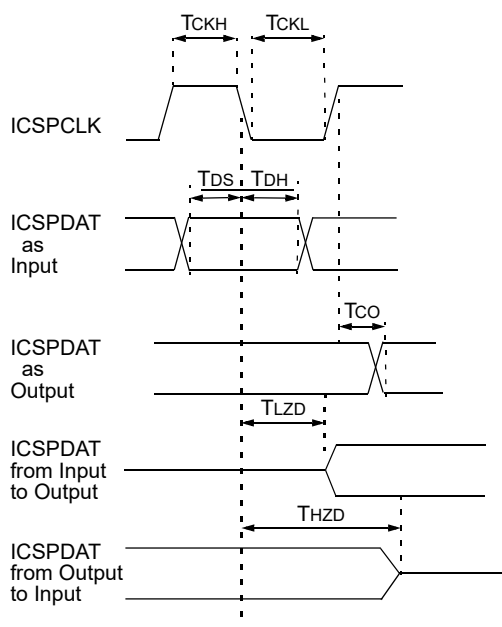 TCKH TCKL
ICSPCLK
TDS TDH
ICSPDAT
as
Input
TCO
ICSPDAT
as
Output
TLZD
ICSPDAT
from Input
to Output
THZD
ICSPDAT
from Output
to Input